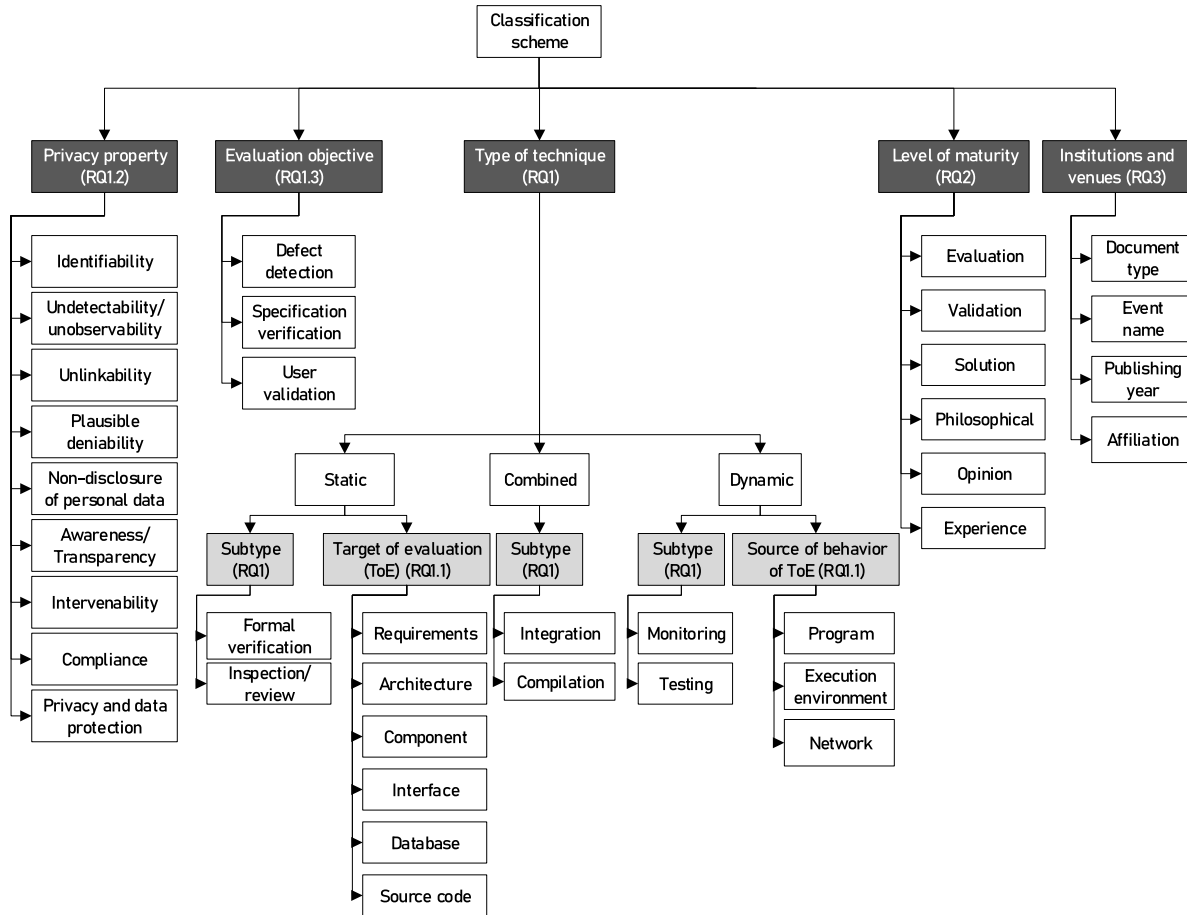 Classification
scheme
Privacy property
(RQ1.2)
Evaluation objective
(RQ1.3)
Type of technique
(RQ1)
Level of maturity
(RQ2)
Institutions and
venues (RQ3)
Identifiability
Undetectability/
unobservability
Unlinkability
Plausible
deniability
Non-disclosure
of personal data
Awareness/
Transparency
Intervenability
Compliance
Privacy and data
protection
Defect
detection
Specification
verification
User
validation
Static
Combined
Dynamic
Subtype
(RQ1)
Target of evaluation
(ToE) (RQ1.1)
Subtype
(RQ1)
Subtype
(RQ1)
Source of behavior
of ToE (RQ1.1)
Formal
verification
Inspection/
review
Requirements
Architecture
Component
Interface
Database
Source code
Integration
Compilation
Monitoring
Testing
Program
Execution
environment
Network
Evaluation
Validation
Solution
Philosophical
Opinion
Experience
Document
type
Event
name
Publishing
year
Affiliation